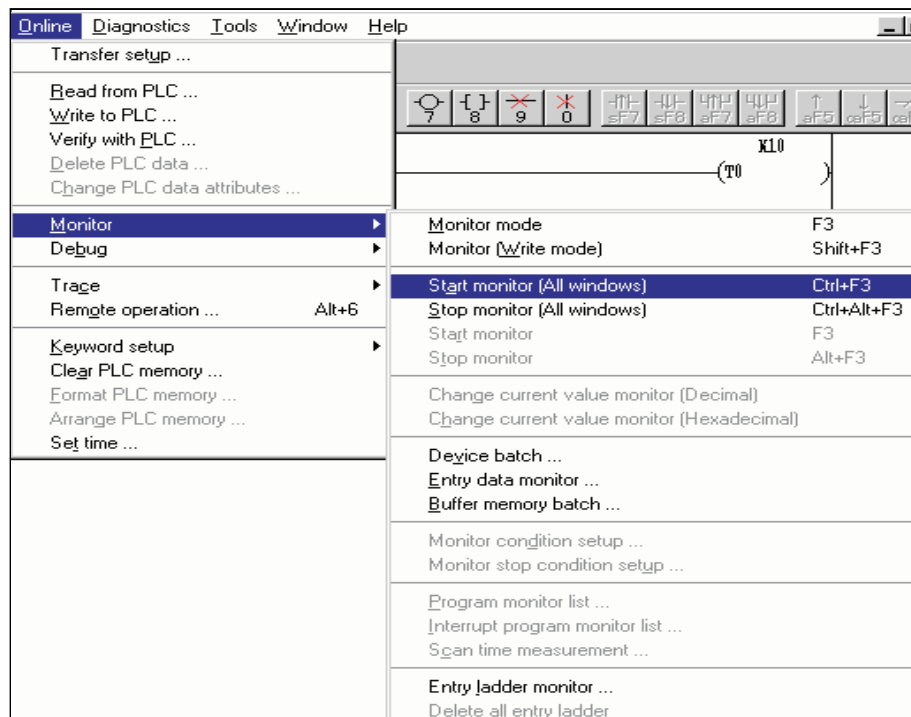 Online Diagnostics Tools Window Help
Transfer setup ...
Read from PLC ...
Write to PLC ...
Verify with PLC ...
Delete PLC data ...
Change PLC data attributes ...
Monitor
Debug
Trace
Remote operation ... Alt+6
Keyword setup
Clear PLC memory ...
Format PLC memory ...
Arrange PLC memory ...
Set time ...
7 8 9 0 sF7 sF8 aF7 aF8 aF5 caF5
K10
(T0 )
Monitor mode F3
Monitor (Write mode) Shift+F3
Start monitor (All windows) Ctrl+F3
Stop monitor (All windows) Ctrl+Alt+F3
Start monitor F3
Stop monitor Alt+F3
Change current value monitor (Decimal)
Change current value monitor (Hexadecimal)
Device batch ...
Entry data monitor ...
Buffer memory batch ...
Monitor condition setup ...
Monitor stop condition setup ...
Program monitor list ...
Interrupt program monitor list ...
Scan time measurement ...
Entry ladder monitor ...
Delete all entry ladder